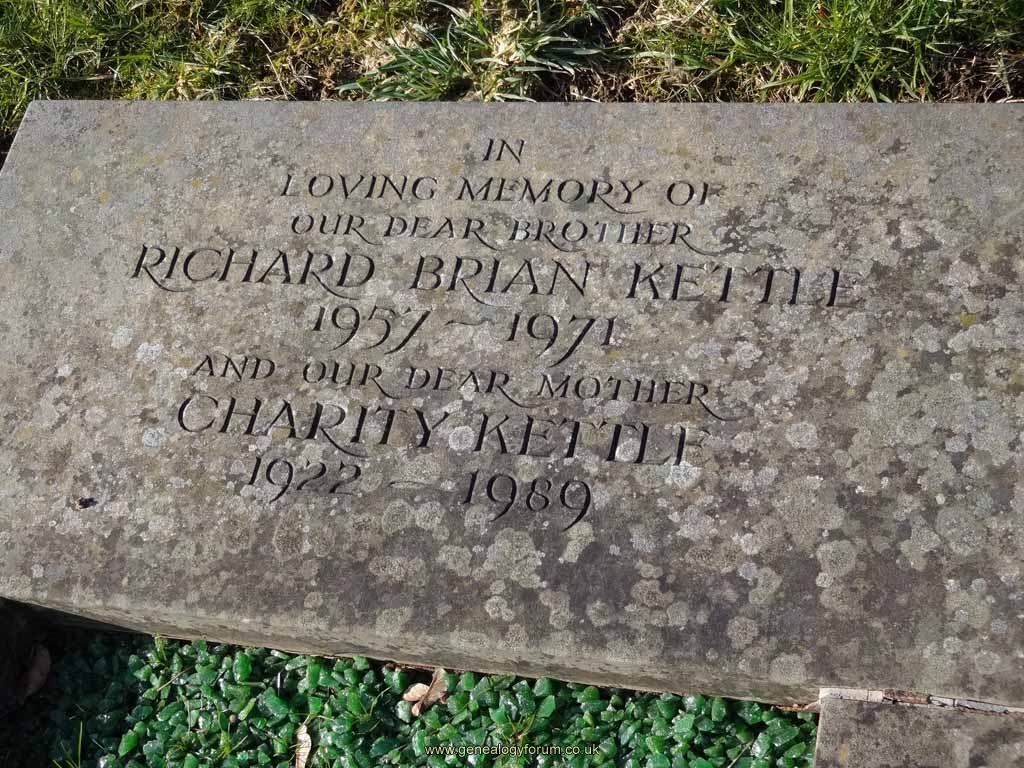 IN
LOVING MEMORY OF
OUR DEAR BROTHER
RICHARD BRIAN KETTLE
1957 ~ 1971
AND OUR DEAR MOTHER
CHARITY KETTLE
1922 ~ 1989
www.genealogyforum.co.uk